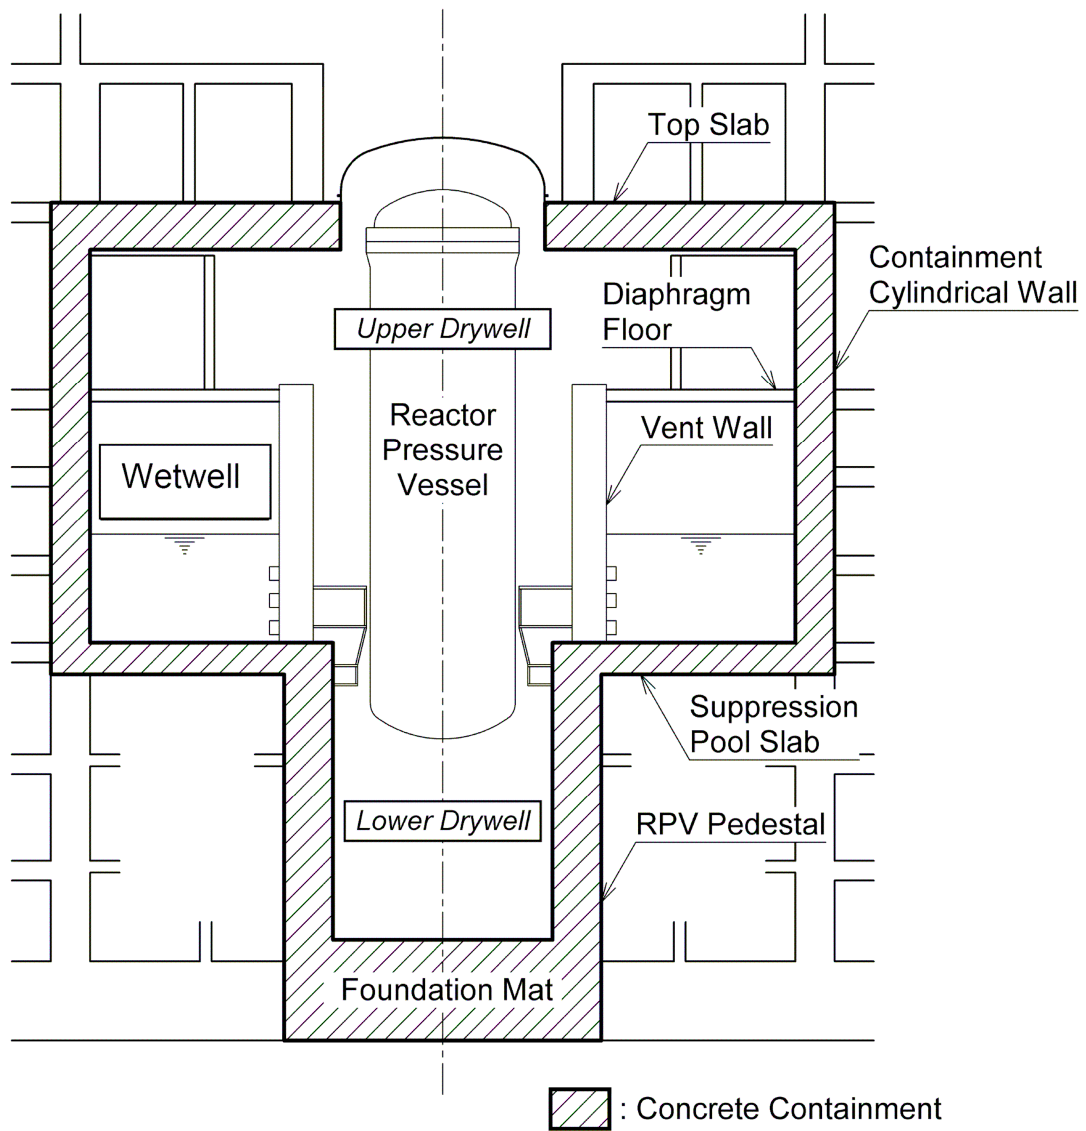 Top Slab
Containment
Cylindrical Wall
Diaphragm
Floor
Upper Drywell
Reactor
Pressure
Vessel
Vent Wall
Wetwell
Suppression
Pool Slab
Lower Drywell
RPV Pedestal
Foundation Mat
: Concrete Containment